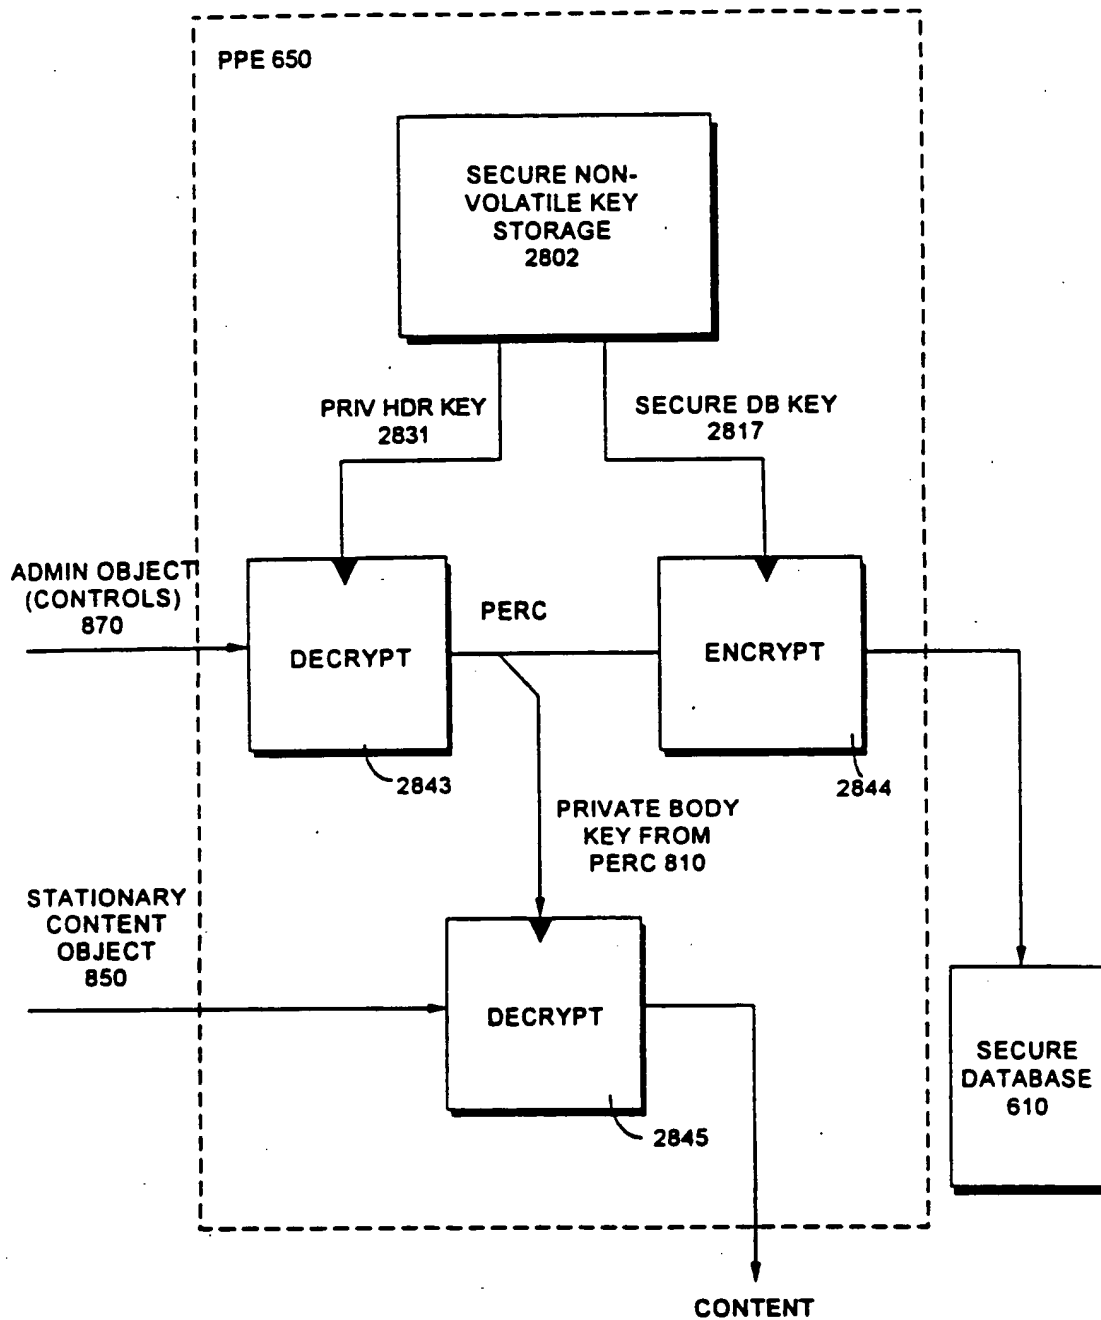 PPE 650
SECURE NON-
VOLATILE KEY
STORAGE
2802
PRIV HDR KEY
2831
SECURE DB KEY
2817
ADMIN OBJECT
(CONTROLS)
870
DECRYPT
PERC
ENCRYPT
2843
2844
PRIVATE BODY
KEY FROM
PERC 810
STATIONARY
CONTENT
OBJECT
850
DECRYPT
2845
SECURE
DATABASE
610
CONTENT